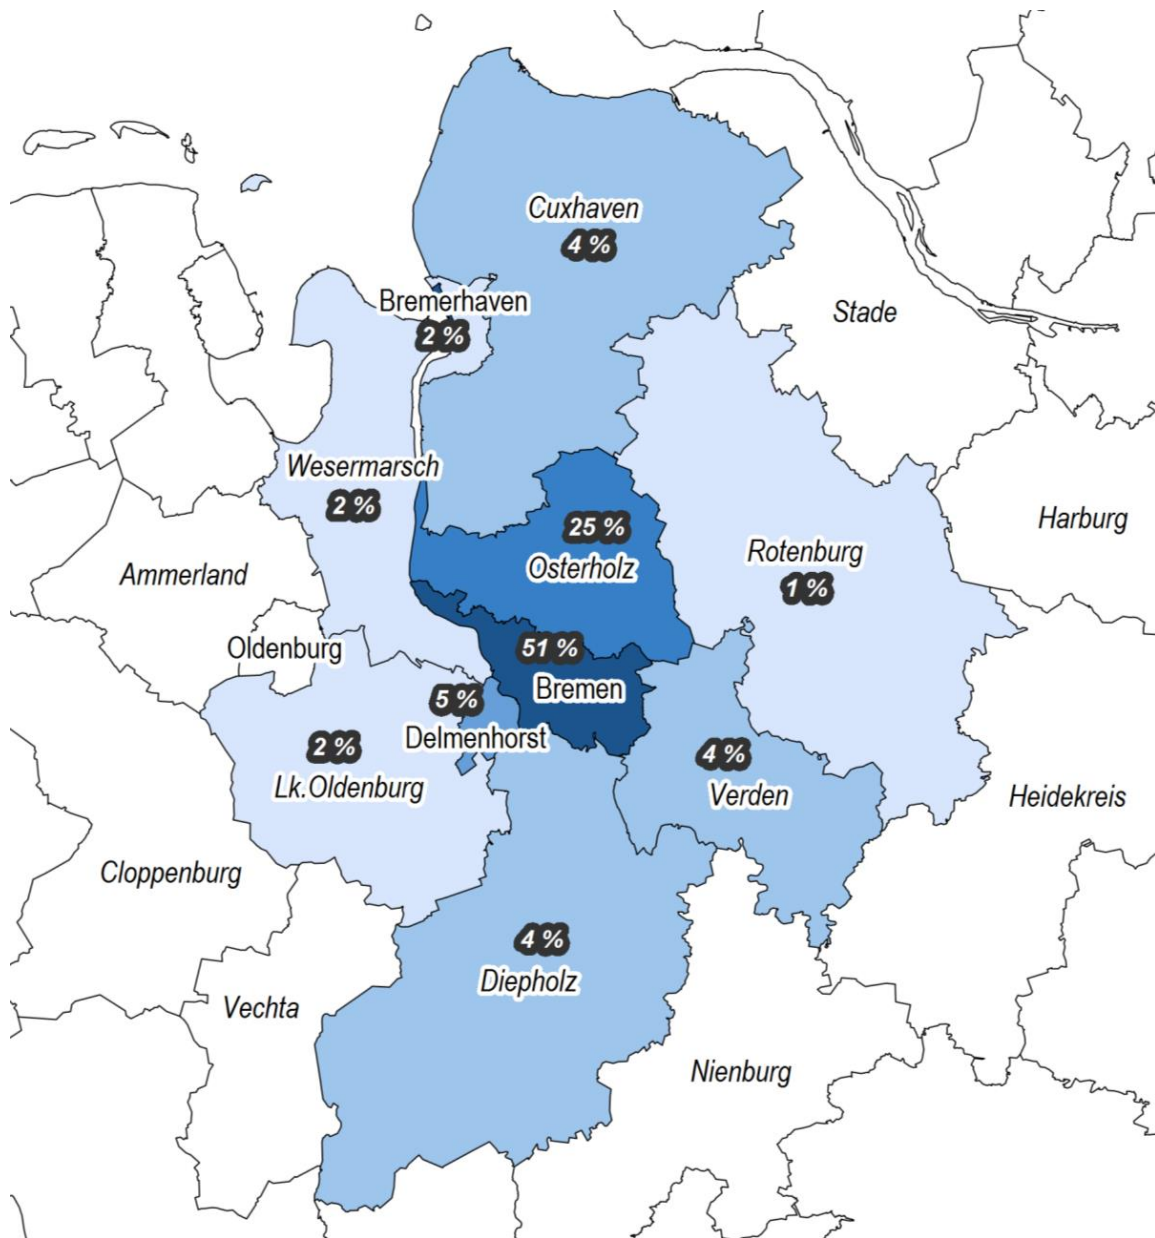 Cuxhaven
4 %
Bremerhaven
2 %
Stade
Wesermarsch
2 %
25 %
Osterholz
Rotenburg
1 %
Harburg
Ammerland
Oldenburg
51 %
Bremen
5 %
Delmenhorst
2 %
Lk.Oldenburg
4 %
Verden
Heidekreis
Cloppenburg
4 %
Diepholz
Vechta
Nienburg